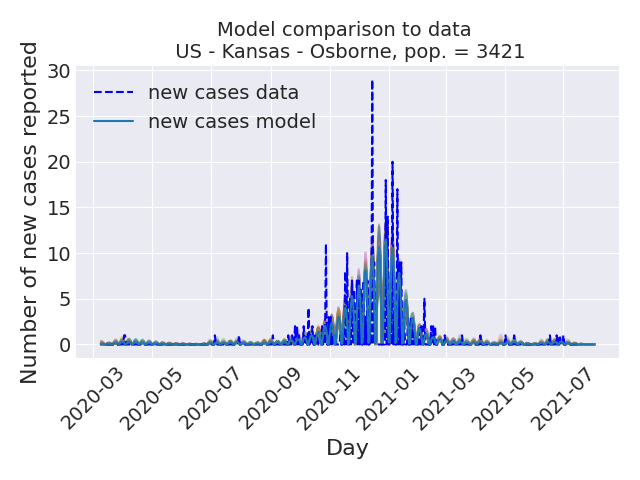 Model comparison to data
US - Kansas - Osborne, pop. = 3421
Number of new cases reported
30
25
20
15
10
5
0
new cases data
new cases model
2020-03
2020-05
2020-07
2020-09
2020-11
2021-01
2021-03
2021-05
2021-07
Day